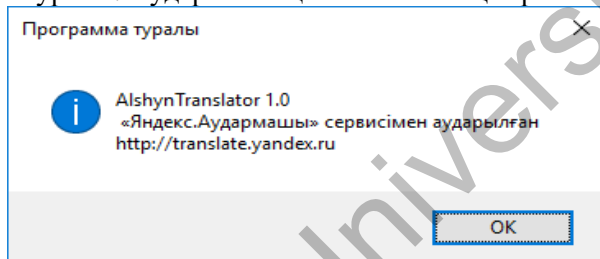 Программа туралы
AlshynTranslator 1.0
«Яндекс.Аудармашы» сервисімен аударылған
http://translate.yandex.ru
OK